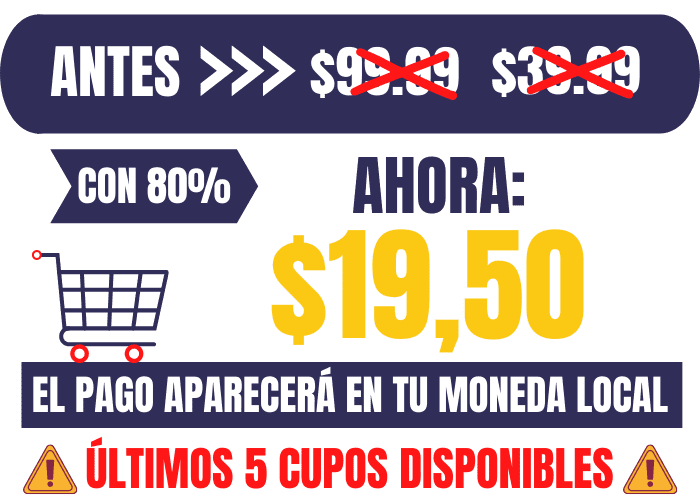 ANTES >>> $99.99 $39.99
CON 80%
AHORA:
$19,50
EL PAGO APARECERÁ EN TU MONEDA LOCAL
ÚLTIMOS 5 CUPOS DISPONIBLES